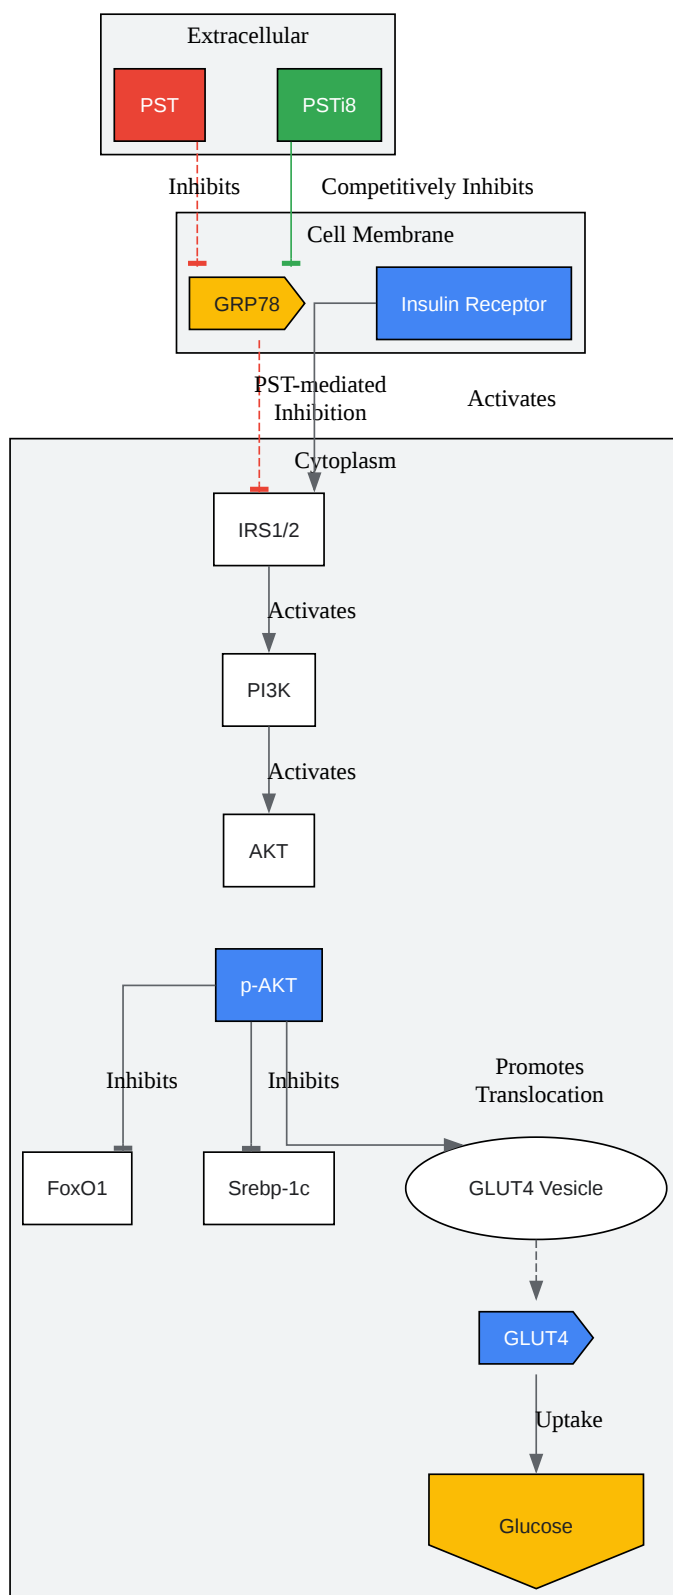 Extracellular
PST
PSTi8
Inhibits
Competitively Inhibits
Cell Membrane
GRP78
Insulin Receptor
PST-mediated
Inhibition
Activates
Cytoplasm
IRS1/2
Activates
PI3K
Activates
AKT
p-AKT
Inhibits
Inhibits
Promotes
Translocation
FoxO1
Srebp-1c
GLUT4 Vesicle
GLUT4
Uptake
Glucose